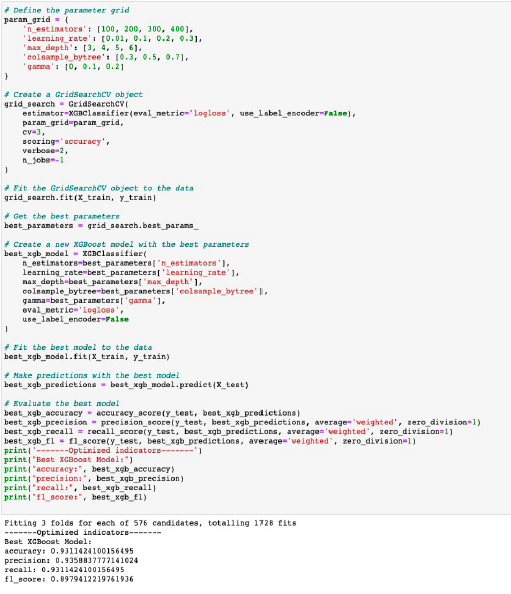 # Define the parameter grid
param_grid = {
'n_estimators': [100, 200, 300, 400],
'learning_rate': [0.01, 0.1, 0.2, 0.3],
'max_depth': [3, 4, 5, 6],
'colsample_bytree': [0.3, 0.5, 0.7],
'gamma': [0, 0.1, 0.2]
}
# Create a GridSearchCV object
grid_search = GridSearchCV(
estimator=XGBClassifier(eval_metric='logloss', use_label_encoder=False),
param_grid=param_grid,
cv=3,
scoring='accuracy',
verbose=2,
n_jobs=-1
)
# Fit the GridSearchCV object to the data
grid_search.fit(X_train, y_train)
# Get the best parameters
best_parameters = grid_search.best_params_
# Create a new XGBoost model with the best parameters
best_xgb_model = XGBClassifier(
n_estimators=best_parameters['n_estimators'],
learning_rate=best_parameters['learning_rate'],
max_depth=best_parameters['max_depth'],
colsample_bytree=best_parameters['colsample_bytree'],
gamma=best_parameters['gamma'],
eval_metric='logloss',
use_label_encoder=False
)
# Fit the best model to the data
best_xgb_model.fit(X_train, y_train)
# Make predictions with the best model
best_xgb_predictions = best_xgb_model.predict(X_test)
# Evaluate the best model
best_xgb_accuracy = accuracy_score(y_test, best_xgb_predictions)
best_xgb_precision = precision_score(y_test, best_xgb_predictions, average='weighted', zero_division=1)
best_xgb_recall = recall_score(y_test, best_xgb_predictions, average='weighted', zero_division=1)
best_xgb_f1 = f1_score(y_test, best_xgb_predictions, average='weighted', zero_division=1)
print('-------Optimized indicators-------')
print("Best XGBoost Model:")
print("accuracy:", best_xgb_accuracy)
print("precision:", best_xgb_precision)
print("recall:", best_xgb_recall)
print("f1_score:", best_xgb_f1)
Fitting 3 folds for each of 576 candidates, totalling 1728 fits
-------Optimized indicators-------
Best XGBoost Model:
accuracy: 0.9311424100156495
precision: 0.9358837777141024
recall: 0.9311424100156495
f1_score: 0.8979412219761936